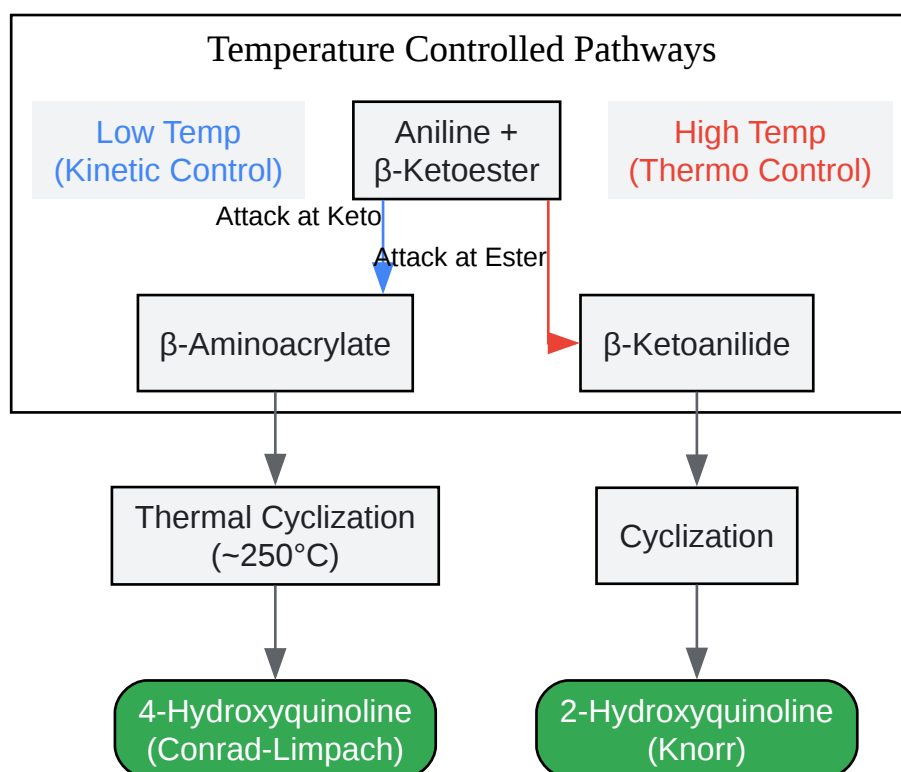 Temperature Controlled Pathways
Low Temp
(Kinetic Control)
Aniline +
β-Ketoester
High Temp
(Thermo Control)
Attack at Keto
Attack at Ester
β-Aminoacrylate
β-Ketoanilide
Thermal Cyclization
(~250°C)
Cyclization
4-Hydroxyquinoline
(Conrad-Limpach)
2-Hydroxyquinoline
(Knorr)